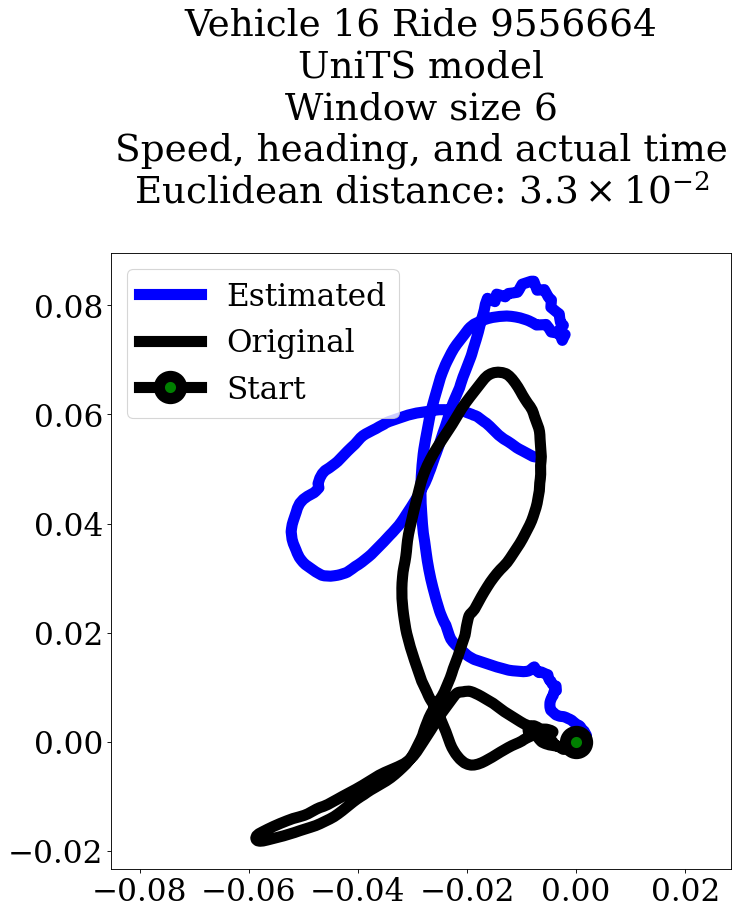 Vehicle 16 Ride 9556664
UniTS model
Window size 6
Speed, heading, and actual time
Euclidean distance: 3.3 × 10⁻²
Estimated
Original
Start
0.08
0.06
0.04
0.02
0.00
−0.02
−0.08 −0.06 −0.04 −0.02 0.00 0.02